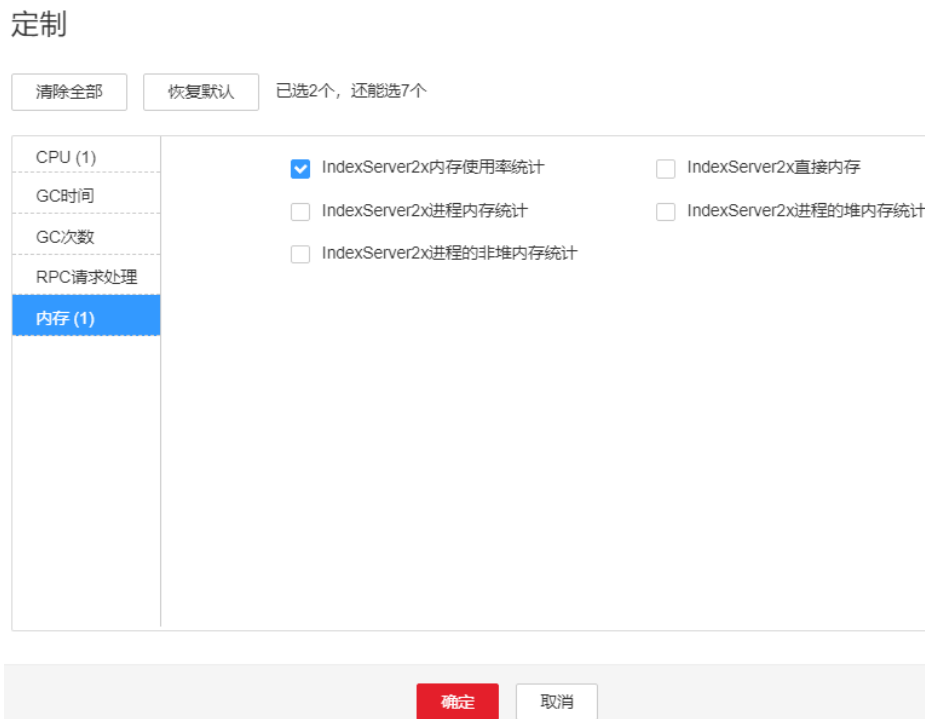 定制
清除全部 恢复默认 已选2个，还能选7个
CPU (1)
GC时间
GC次数
RPC请求处理
内存 (1)
IndexServer2x内存使用率统计 IndexServer2x直接内存
IndexServer2x进程内存统计 IndexServer2x进程的堆内存统计
IndexServer2x进程的非堆内存统计
确定 取消